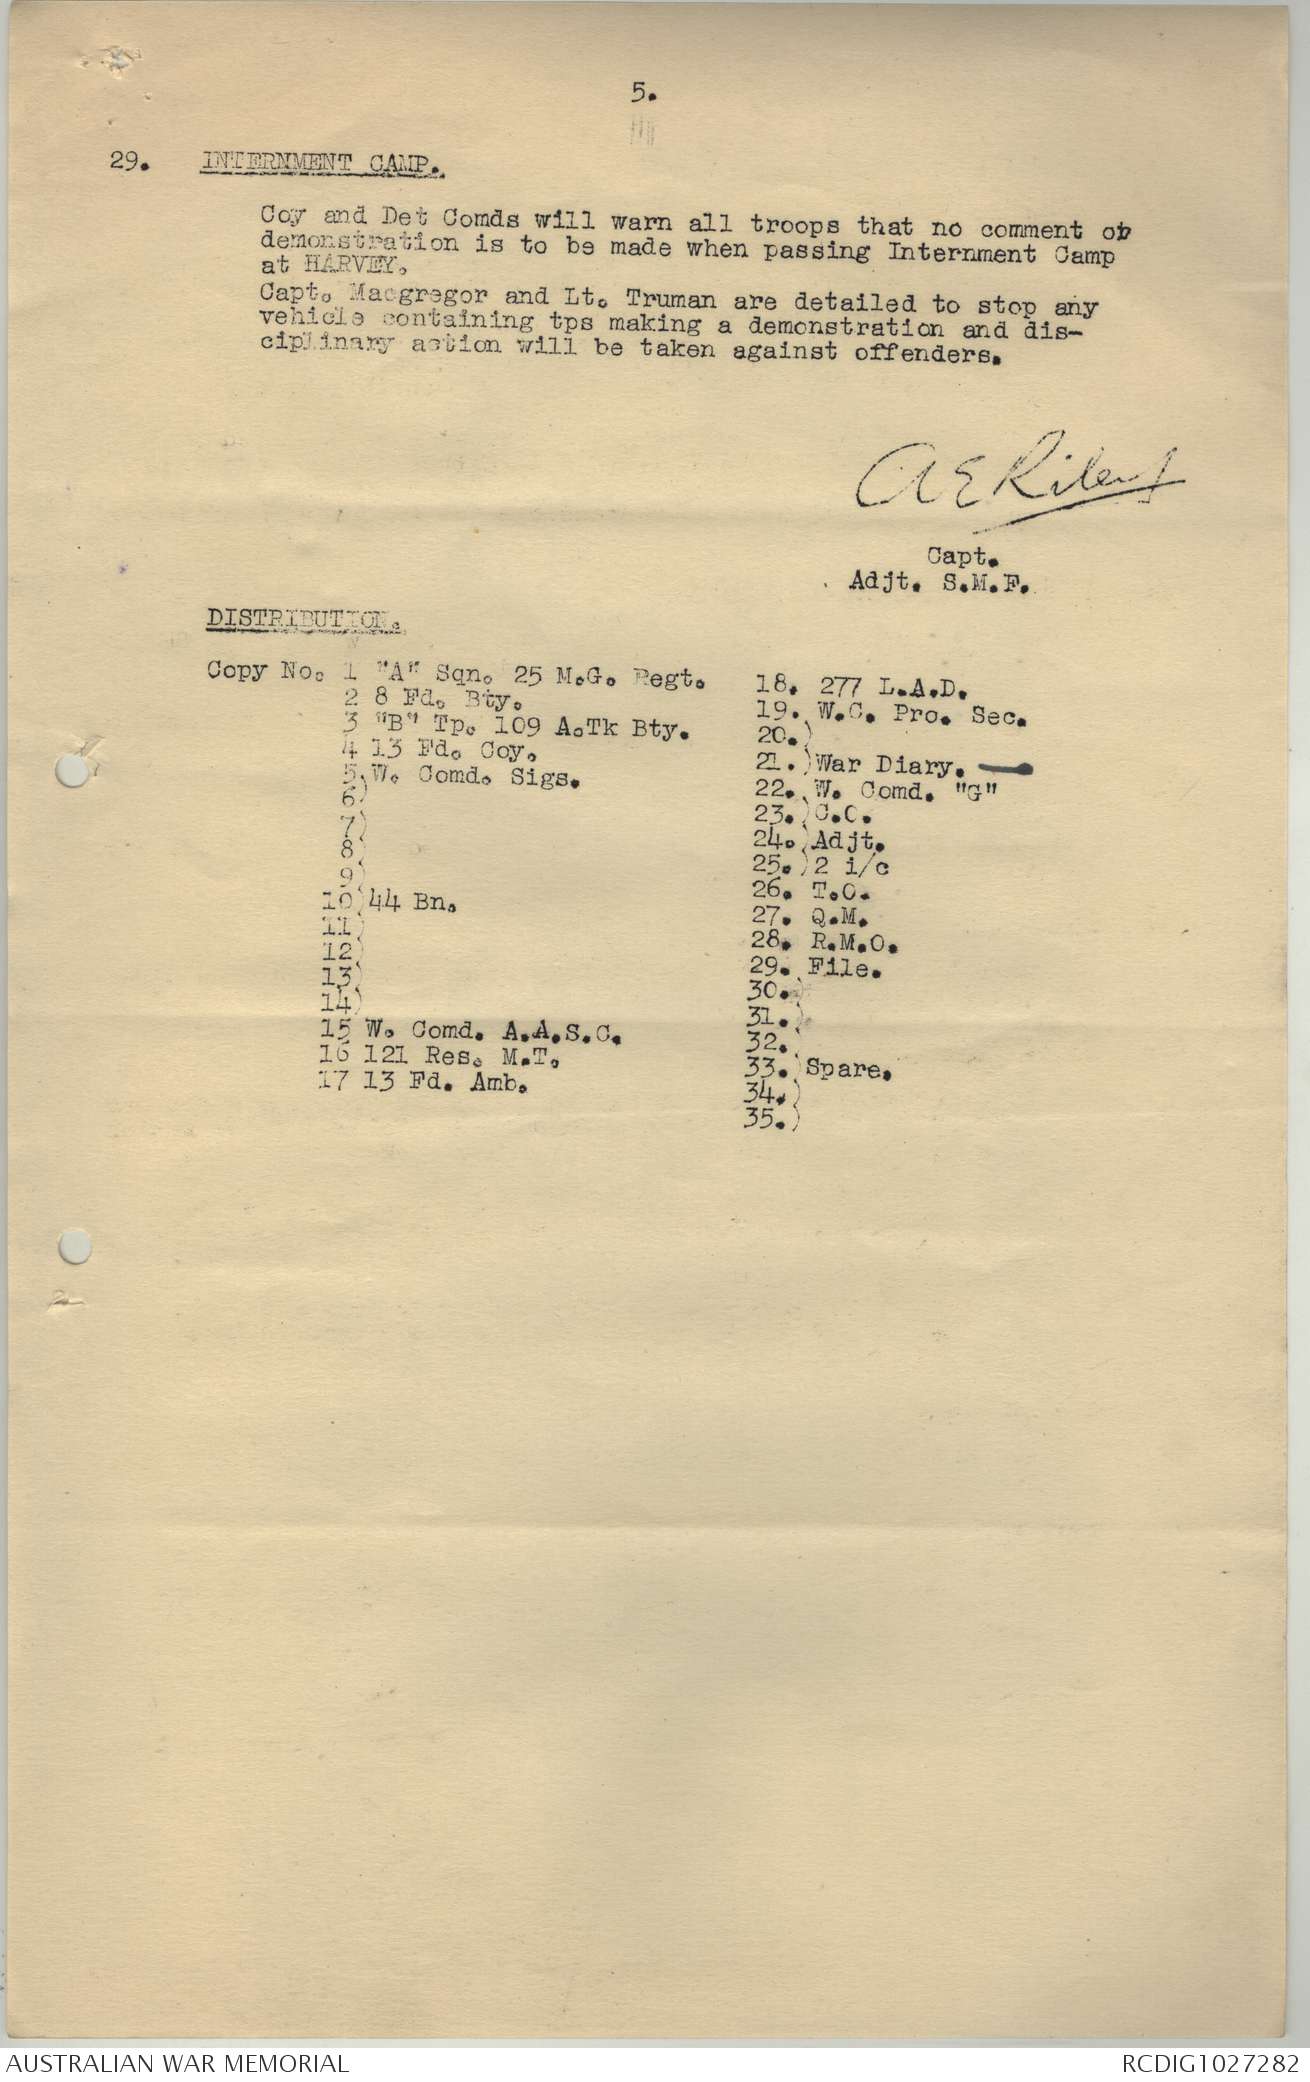 5.
29. INTERNMENT CAMP.
Coy and Det Comds will warn all troops that no comment or
demonstration is to be made when passing Internment Camp
at HARVEY.
Capt. Macgregor and Lt. Truman are detailed to stop any
vehicle containing tps making a demonstration and dis-
ciplinary action will be taken against offenders.
A E Riley
Capt.
Adjt. S.M.F.
DISTRIBUTION.
Copy No. 1 "A" Sqn. 25 M.G. Regt.
2 8 Fd. Bty.
3 "B" Tp. 109 A.Tk Bty.
4 13 Fd. Coy.
5 W. Comd. Sigs.
6)
7)
8)
9)
10)44 Bn.
11)
12)
13)
14)
15 W. Comd. A.A.S.C.
16 121 Res. M.T.
17 13 Fd. Amb.
18. 277 L.A.D.
19. W.C. Pro. Sec.
20.)
21.)War Diary.
22. W. Comd. "G"
23.)C.O.
24.)Adjt.
25.)2 i/c
26. T.O.
27. Q.M.
28. R.M.O.
29. File.
30.)
31.)
32.
33.)Spare.
34.)
35.)
AUSTRALIAN WAR MEMORIAL
RCDIG1027282